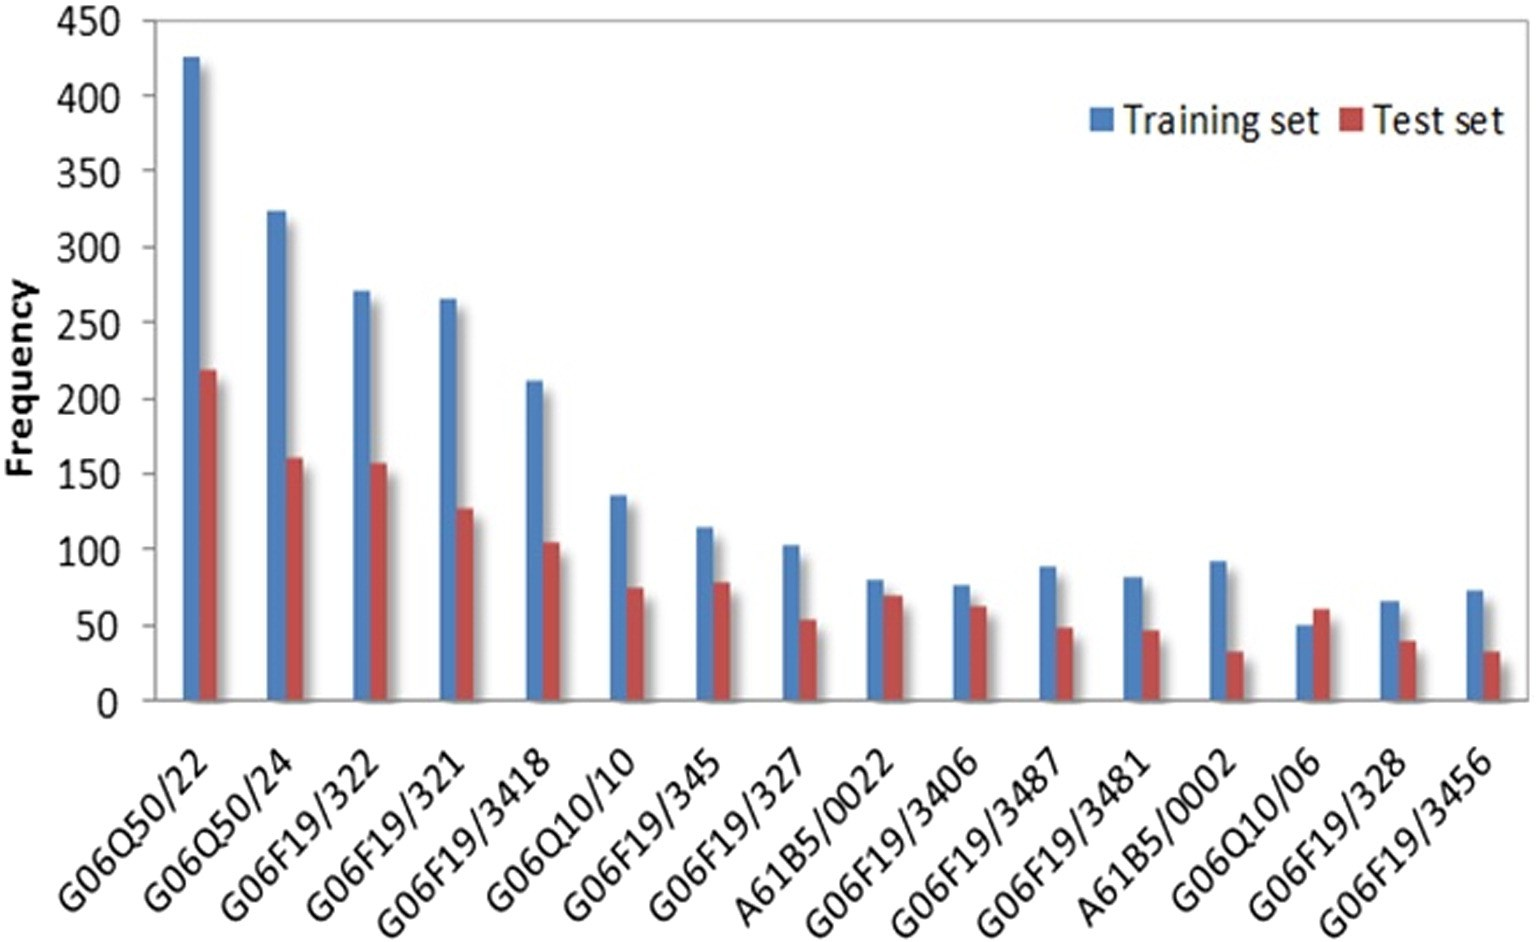 450
400
350
300
250
200
150
100
50
0
Frequency
Training set
Test set
G06Q50/22
G06Q50/24
G06F19/322
G06F19/321
G06F19/3418
G06Q10/10
G06F19/345
G06F19/327
A61B5/0022
G06F19/3406
G06F19/3487
G06F19/3481
A61B5/0002
G06Q10/06
G06F19/328
G06F19/3456